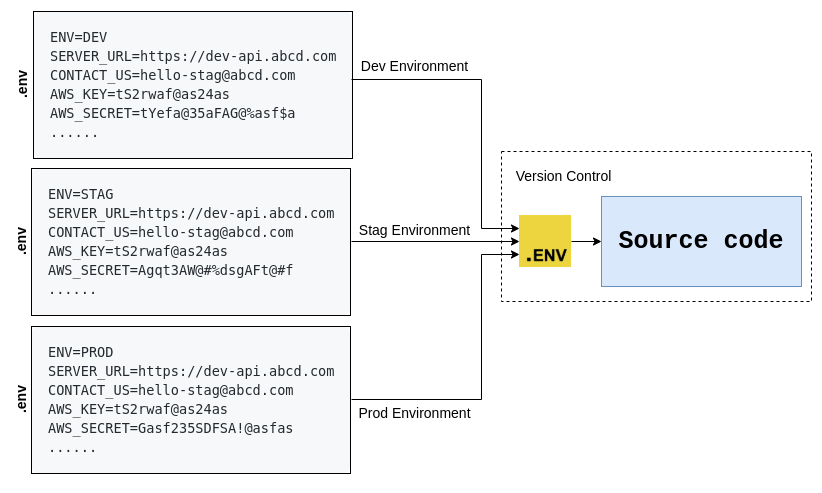 .env
ENV=DEV
SERVER_URL=https://dev-api.abcd.com
CONTACT_US=hello-stag@abcd.com
AWS_KEY=tS2rwaf@as24as
AWS_SECRET=tYefa@35aFAG@%asf$a
......
Dev Environment
.env
ENV=STAG
SERVER_URL=https://dev-api.abcd.com
CONTACT_US=hello-stag@abcd.com
AWS_KEY=tS2rwaf@as24as
AWS_SECRET=Agqt3AW@#%dsgAFt@#f
......
Stag Environment
.env
ENV=PROD
SERVER_URL=https://dev-api.abcd.com
CONTACT_US=hello-stag@abcd.com
AWS_KEY=tS2rwaf@as24as
AWS_SECRET=Gasf235SDFSA!@asfas
......
Prod Environment
Version Control
.ENV
Source code